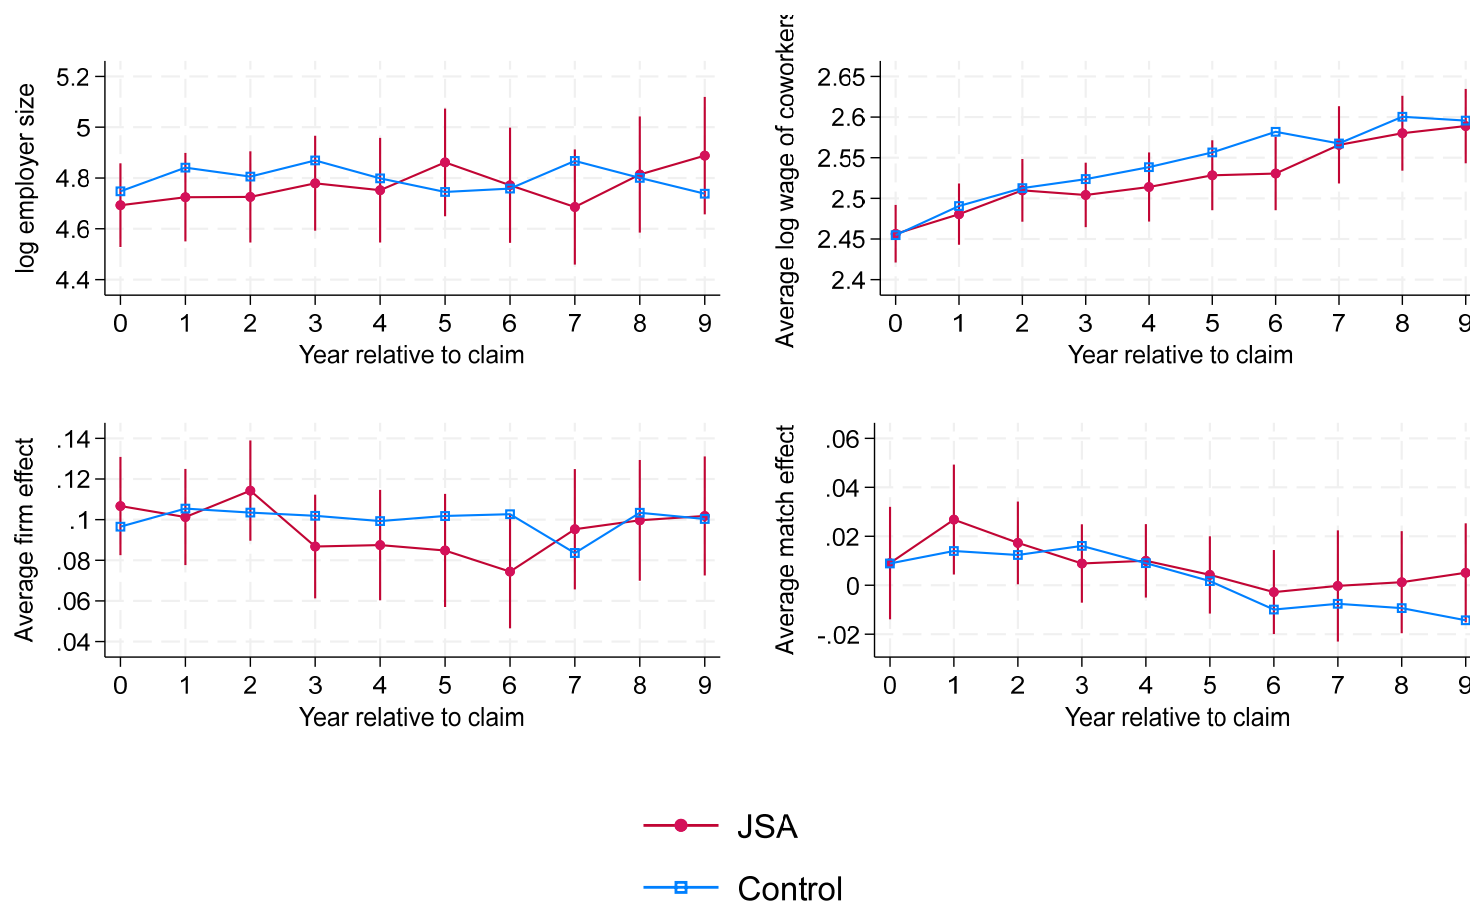 log employer size
5.2
5
4.8
4.6
4.4
0 1 2 3 4 5 6 7 8 9
Year relative to claim
Average log wage of coworkers
2.65
2.6
2.55
2.5
2.45
2.4
0 1 2 3 4 5 6 7 8 9
Year relative to claim
Average firm effect
.14
.12
.1
.08
.06
.04
0 1 2 3 4 5 6 7 8 9
Year relative to claim
Average match effect
.06
.04
.02
0
-.02
0 1 2 3 4 5 6 7 8 9
Year relative to claim
JSA
Control